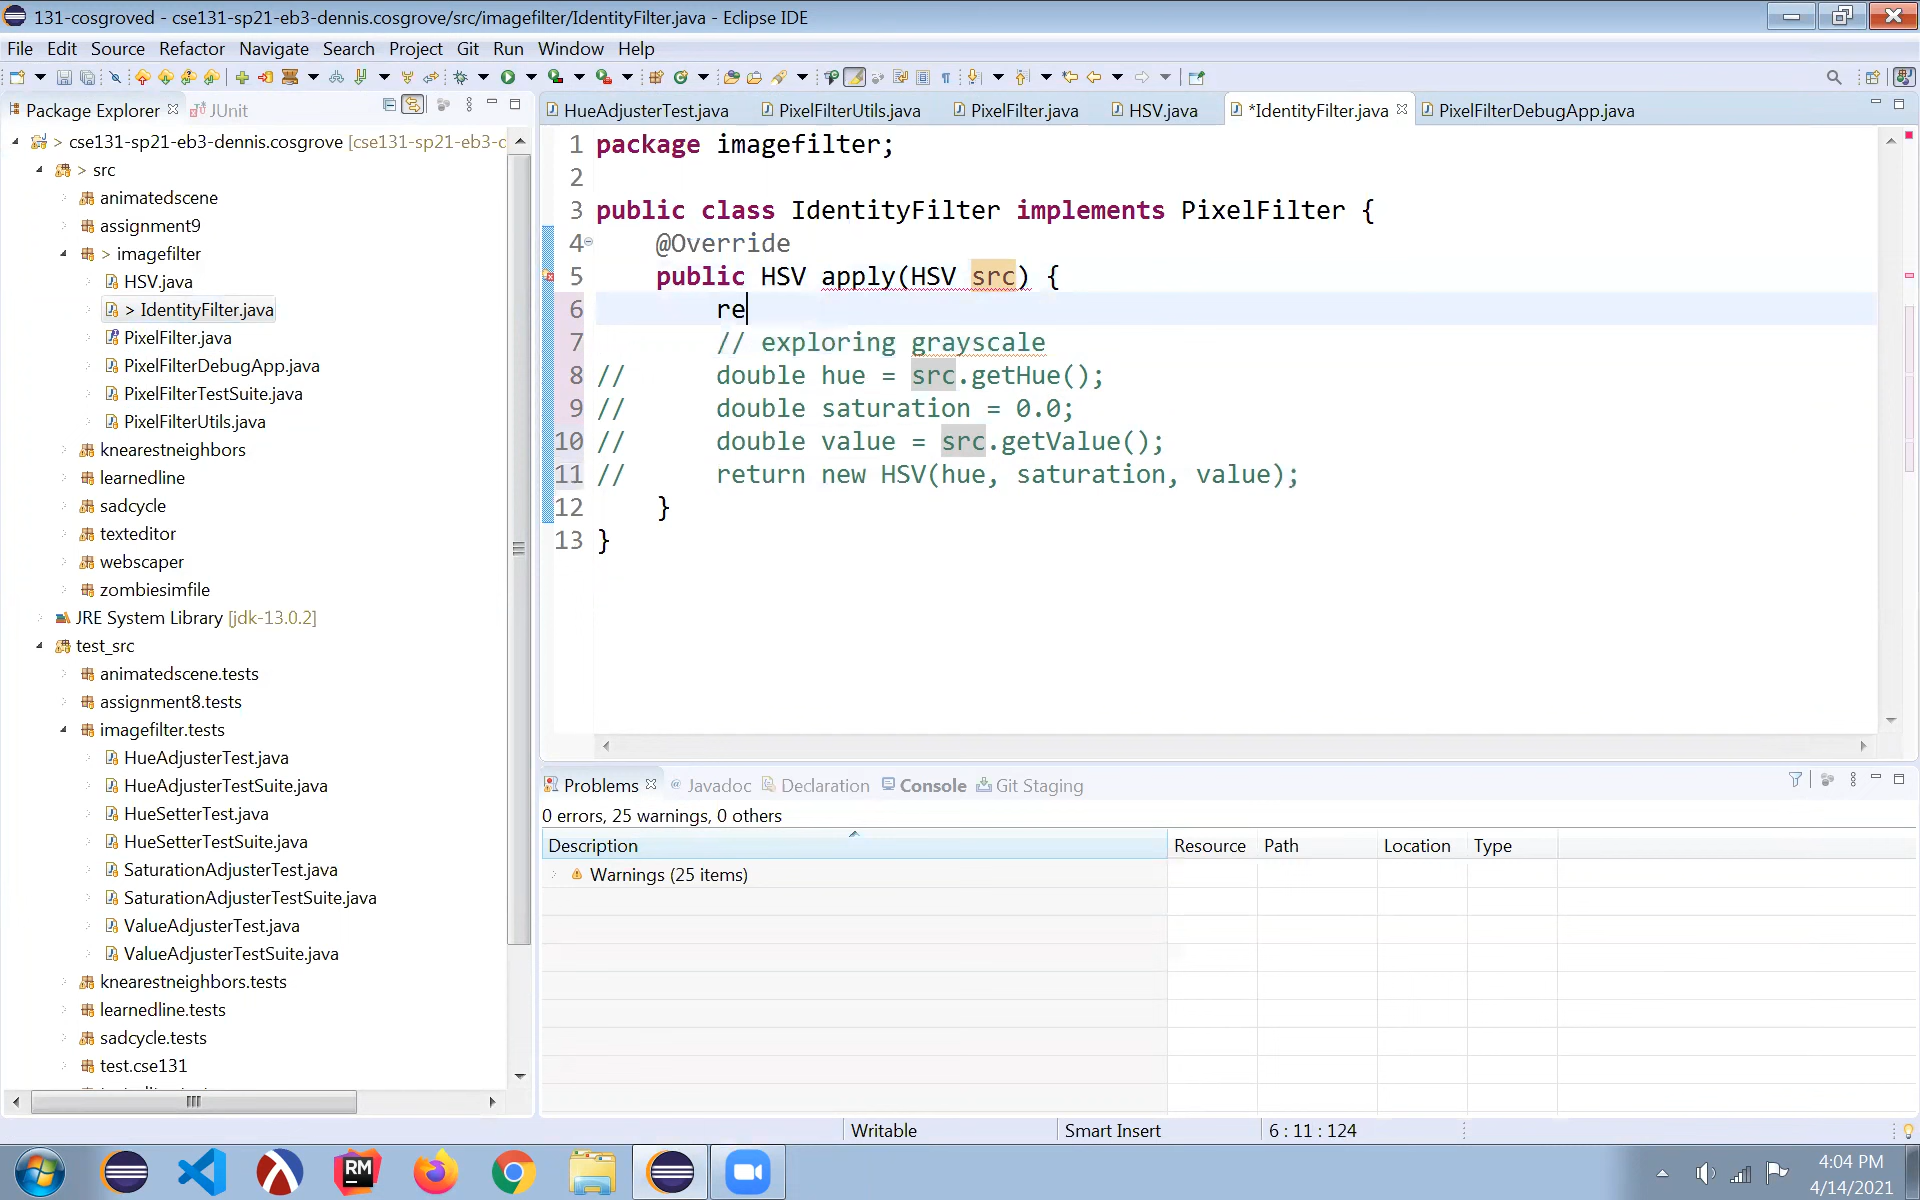 131-cosgroved - cse131-sp21-eb3-dennis.cosgrove/src/imagefilter/IdentityFilter.java - Eclipse IDE
File Edit Source Refactor Navigate Search Project Git Run Window Help
Package Explorer JUnit
HueAdjusterTest.java PixelFilterUtils.java PixelFilter.java HSV.java *IdentityFilter.java PixelFilterDebugApp.java
> cse131-sp21-eb3-dennis.cosgrove [cse131-sp21-eb3-c
> src
animatedscene
assignment9
> imagefilter
HSV.java
> IdentityFilter.java
PixelFilter.java
PixelFilterDebugApp.java
PixelFilterTestSuite.java
PixelFilterUtils.java
knearestneighbors
learnedline
sadcycle
texteditor
webscaper
zombiesimfile
JRE System Library [jdk-13.0.2]
test_src
animatedscene.tests
assignment8.tests
imagefilter.tests
HueAdjusterTest.java
HueAdjusterTestSuite.java
HueSetterTest.java
HueSetterTestSuite.java
SaturationAdjusterTest.java
SaturationAdjusterTestSuite.java
ValueAdjusterTest.java
ValueAdjusterTestSuite.java
knearestneighbors.tests
learnedline.tests
sadcycle.tests
test.cse131
1 package imagefilter;
2
3 public class IdentityFilter implements PixelFilter {
4 @Override
5 public HSV apply(HSV src) {
6 re
7 // exploring grayscale
8 // double hue = src.getHue();
9 // double saturation = 0.0;
10 // double value = src.getValue();
11 // return new HSV(hue, saturation, value);
12 }
13 }
Problems Javadoc Declaration Console Git Staging
0 errors, 25 warnings, 0 others
Description Resource Path Location Type
Warnings (25 items)
Writable Smart Insert 6 : 11 : 124
RM
4:04 PM
4/14/2021